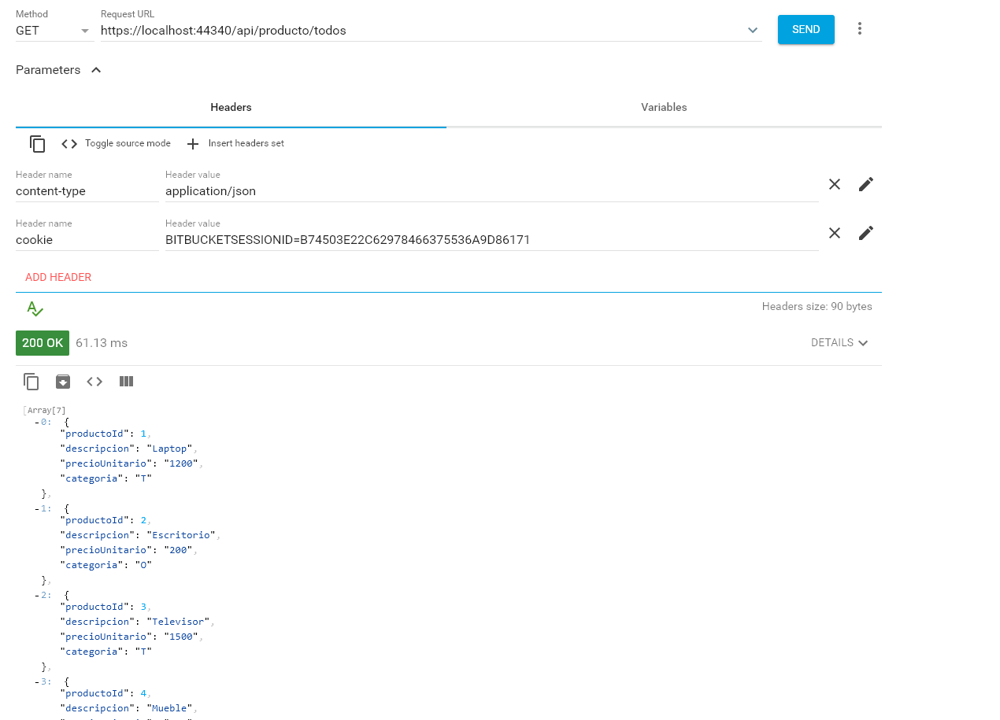 Method Request URL
GET https://localhost:44340/api/producto/todos SEND
Parameters
Headers Variables
Toggle source mode Insert headers set
Header name Header value
content-type application/json
Header name Header value
cookie BITBUCKETSESSIONID=B74503E22C62978466375536A9D86171
ADD HEADER
Headers size: 90 bytes
200 OK 61.13 ms DETAILS
[Array[7]
-0: {
"productoId": 1,
"descripcion": "Laptop",
"precioUnitario": "1200",
"categoria": "T"
},
-1: {
"productoId": 2,
"descripcion": "Escritorio",
"precioUnitario": "200",
"categoria": "O"
},
-2: {
"productoId": 3,
"descripcion": "Televisor",
"precioUnitario": "1500",
"categoria": "T"
},
-3: {
"productoId": 4,
"descripcion": "Mueble",